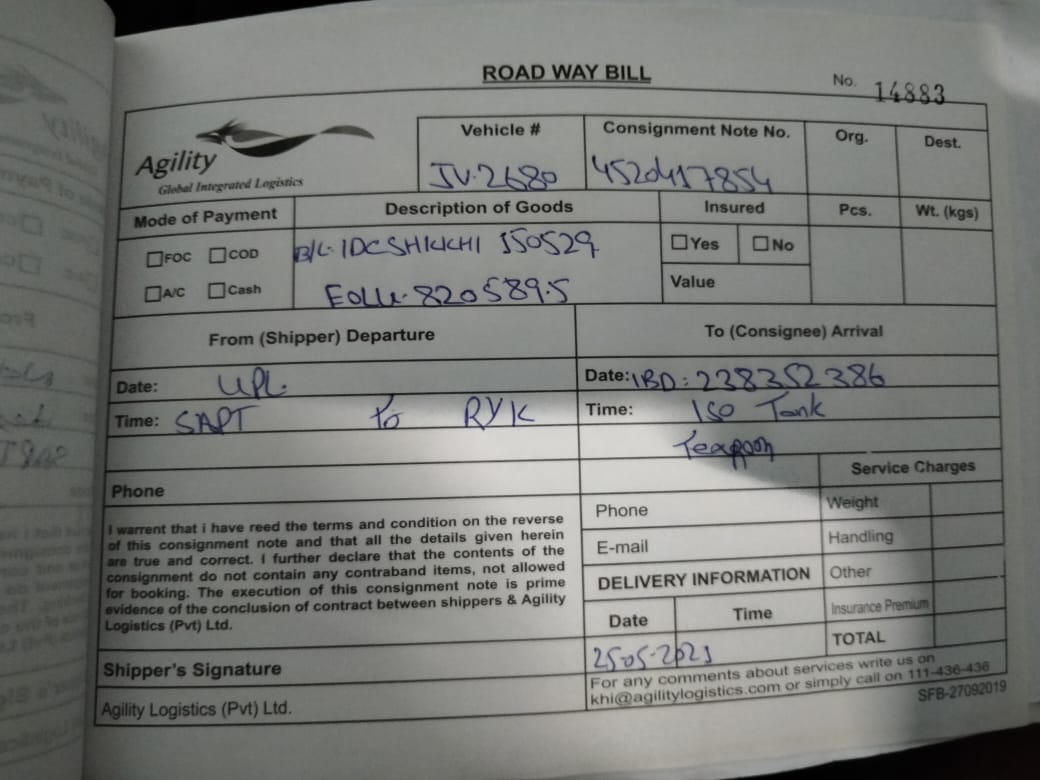 ROAD WAY BILL
No. 14883
Agility
Global Integrated Logistics
Vehicle #
JV-2680
Consignment Note No.
4520417854
Org.
Dest.
Mode of Payment
FOC COD
A/C Cash
Description of Goods
B/L. IDCSHKKHI 150529
EOLU-820589.5
Insured
Yes No
Value
Pcs.
Wt. (kgs)
From (Shipper) Departure
To (Consignee) Arrival
Date: UPL.
Date: IBD: 238352386
Time: SAPT to RYK
Time: ISO Tank
Phone
Phone
E-mail
I warrent that i have reed the terms and condition on the reverse
of this consignment note and that all the details given herein
are true and correct. I further declare that the contents of the
consignment do not contain any contraband items, not allowed
for booking. The execution of this consignment note is prime
evidence of the conclusion of contract between shippers & Agility
Logistics (Pvt) Ltd.
Service Charges
Weight
Handling
Other
Insurance Premium
TOTAL
DELIVERY INFORMATION
Date Time
25-05-2023
Shipper's Signature
Agility Logistics (Pvt) Ltd.
For any comments about services write us on
khi@agilitylogistics.com or simply call on 111-436-436
SFB-27092019